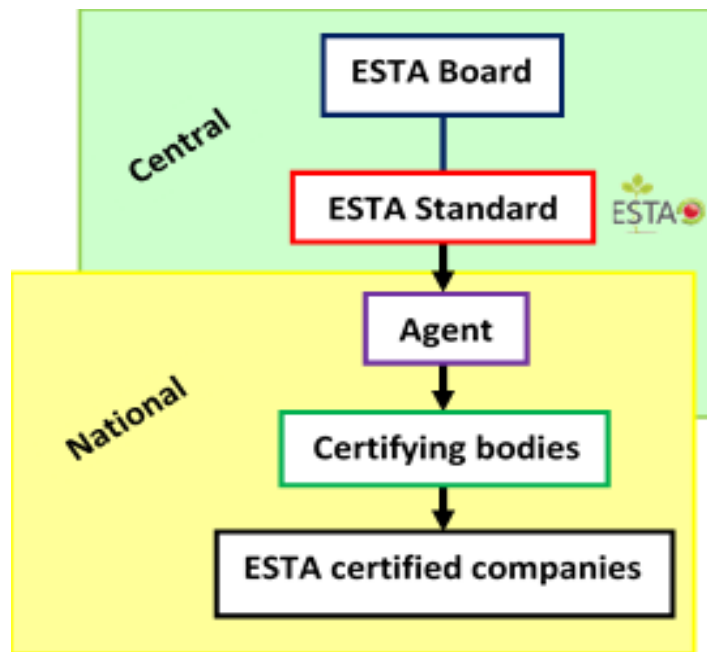 ESTA Board
Central
ESTA Standard
ESTA
Agent
National
Certifying bodies
ESTA certified companies